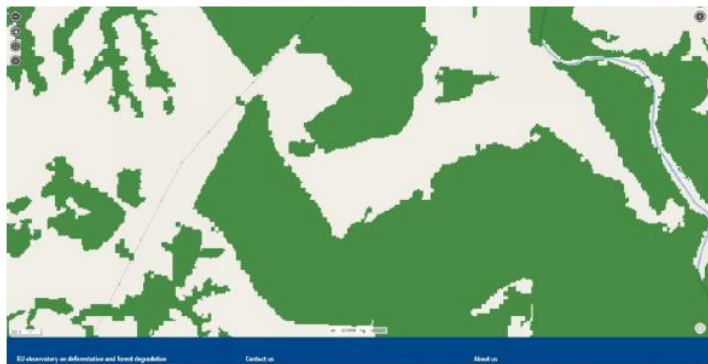 EU observatory on deforestation and forest degradation
Contact us
About us